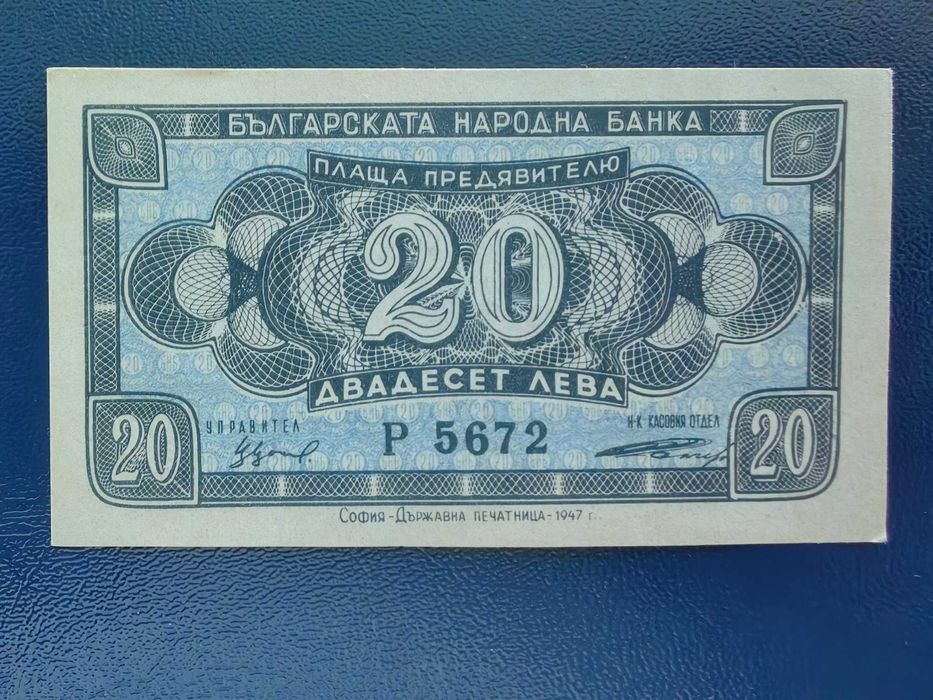 БЪЛГАРСКАТА НАРОДНА БАНКА
ПЛАЩА ПРЕДЯВИТЕЛЮ
20
ДВАДЕСЕТ ЛЕВА
20
УПРАВИТЕЛ
Р 5672
Н-К КАСОВИЯ ОТДЕЛ
20
София - Държавна печатница - 1947 г.